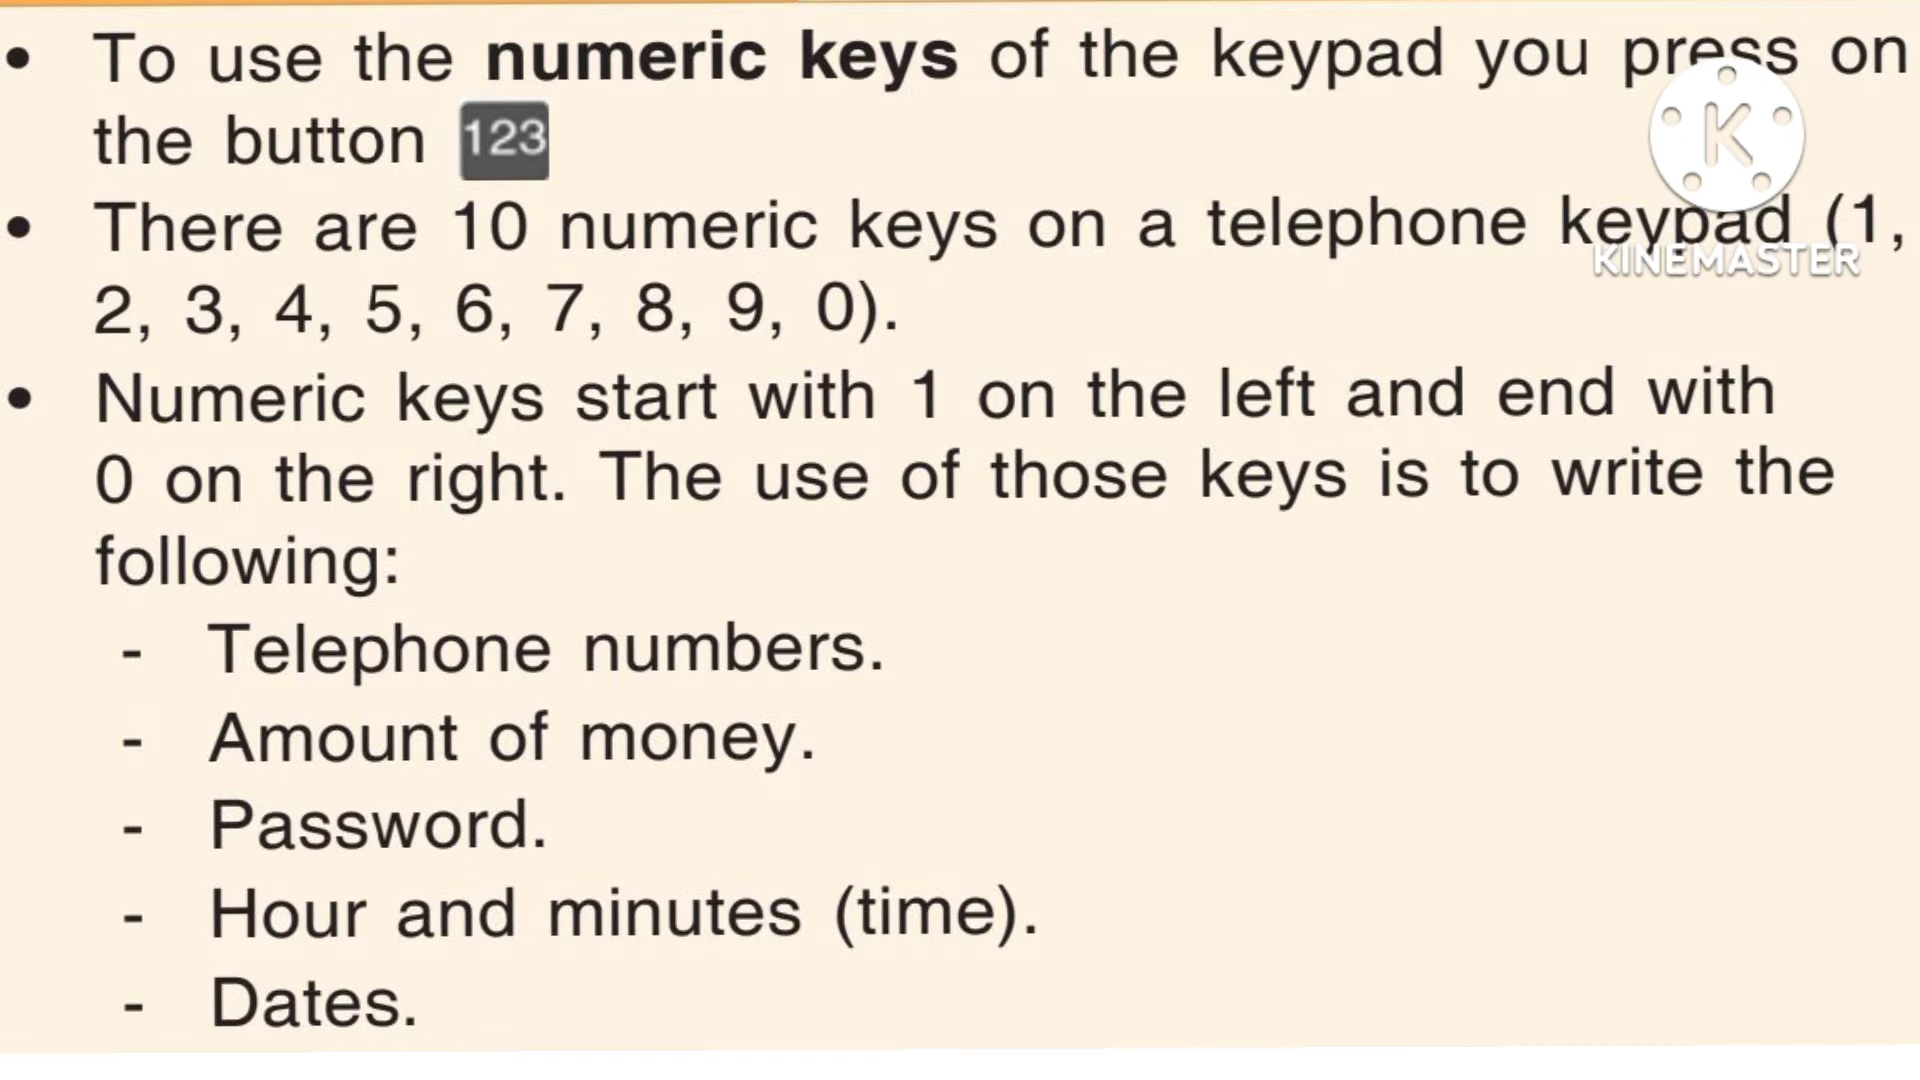 • To use the numeric keys of the keypad you press on
the button 123
• There are 10 numeric keys on a telephone keypad (1,
2, 3, 4, 5, 6, 7, 8, 9, 0).
• Numeric keys start with 1 on the left and end with
0 on the right. The use of those keys is to write the
following:
- Telephone numbers.
- Amount of money.
- Password.
- Hour and minutes (time).
- Dates.
K
KINEMASTER